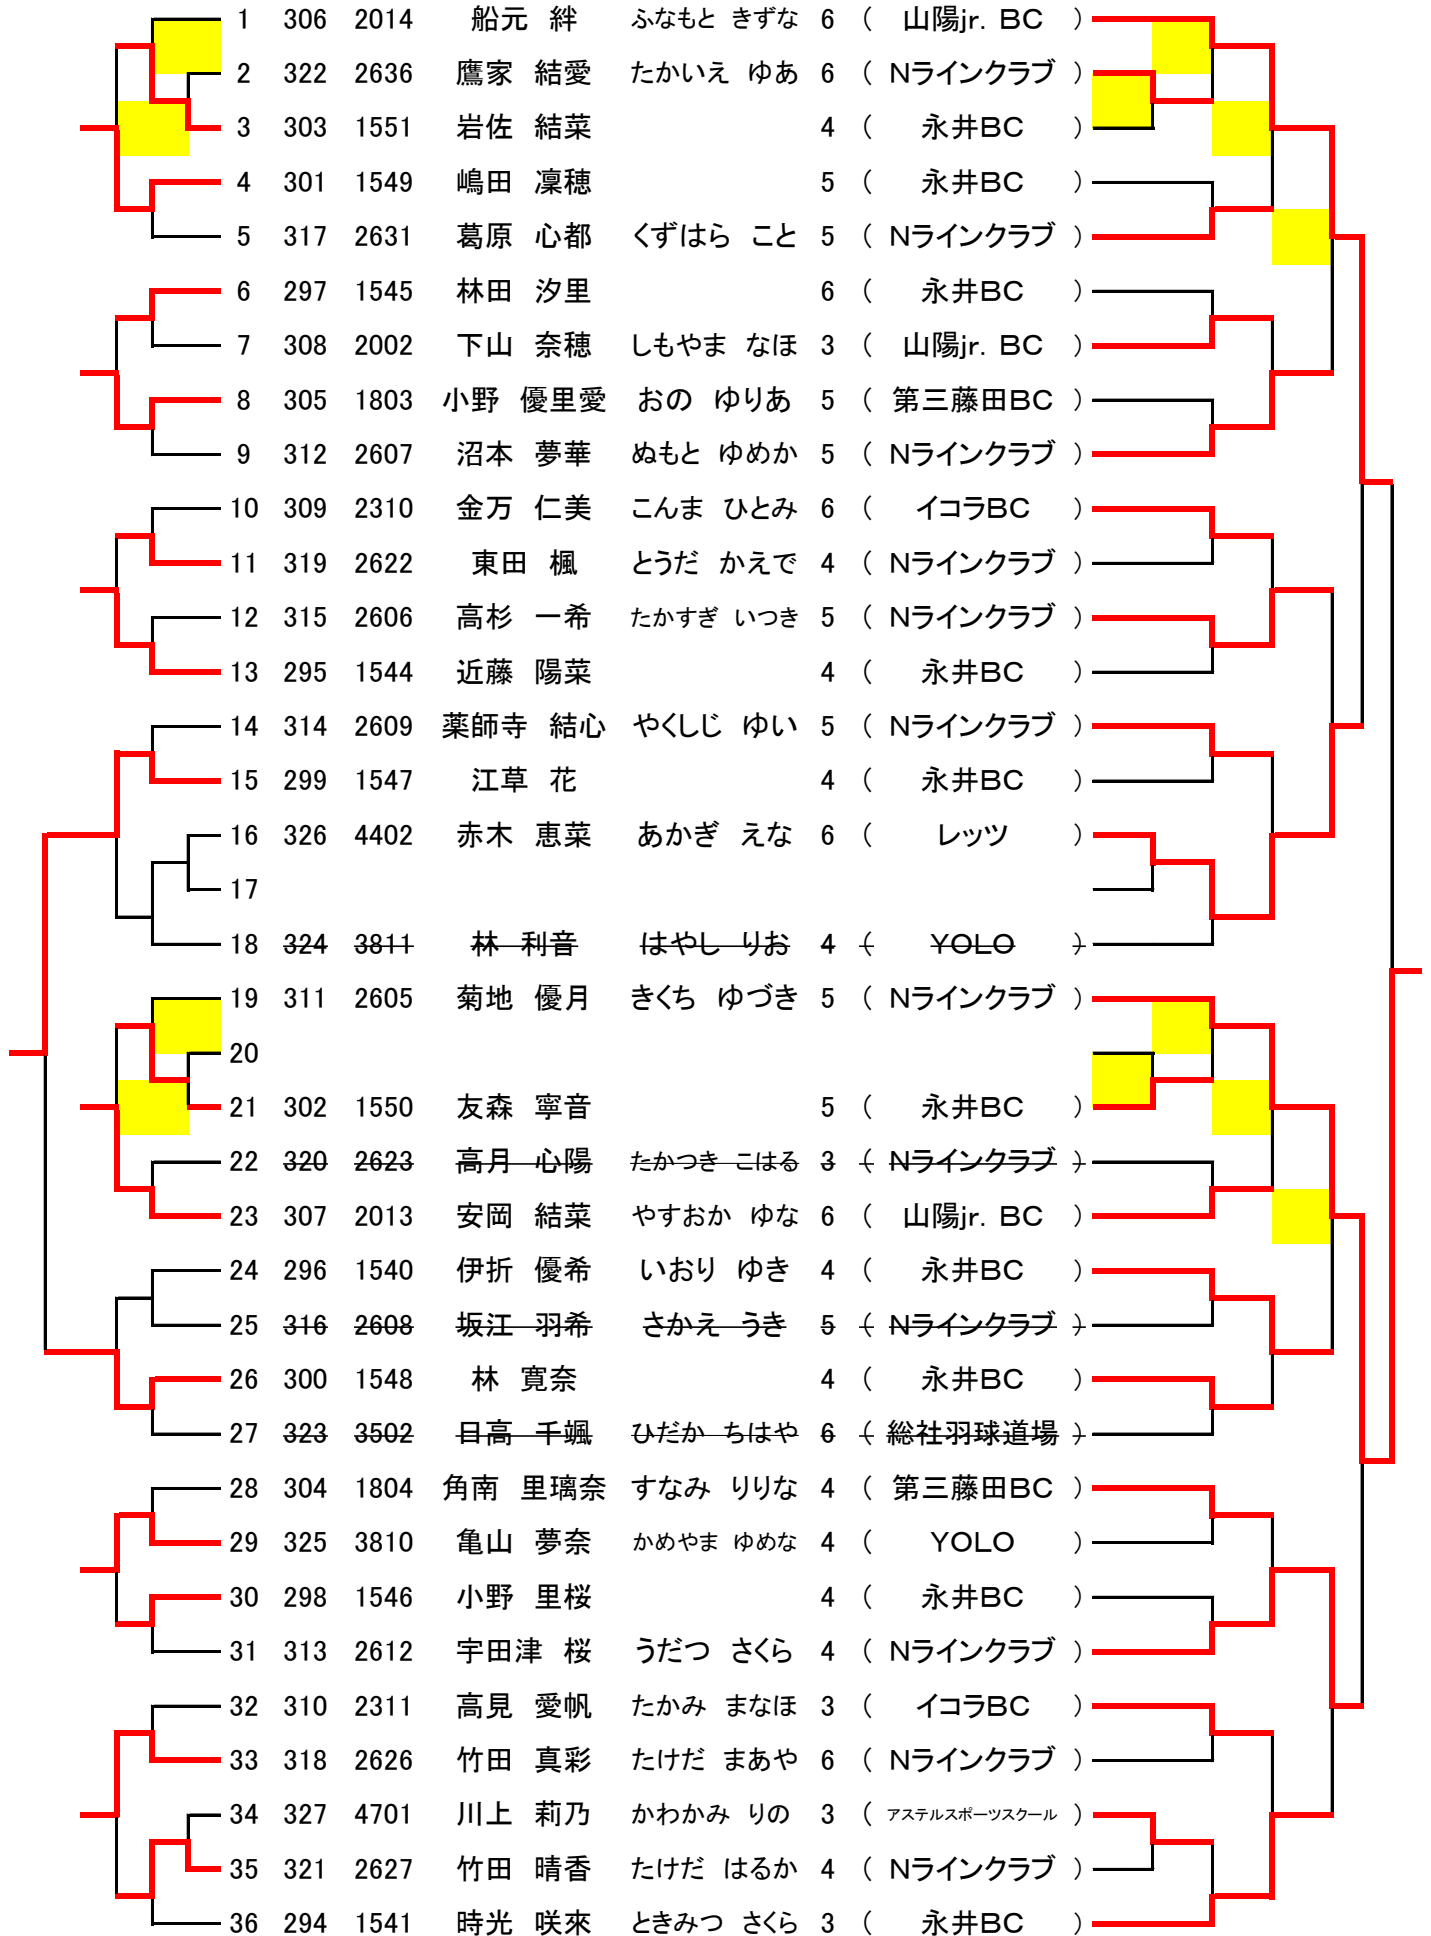 1 306 2014 船元 絆 ふなもと きずな 6 ( 山陽jr. BC )
2 322 2636 鷹家 結愛 たかいえ ゆあ 6 ( Nラインクラブ )
3 303 1551 岩佐 結菜 4 ( 永井BC )
4 301 1549 嶋田 凜穂 5 ( 永井BC )
5 317 2631 葛原 心都 くずはら こと 5 ( Nラインクラブ )
6 297 1545 林田 汐里 6 ( 永井BC )
7 308 2002 下山 奈穂 しもやま なほ 3 ( 山陽jr. BC )
8 305 1803 小野 優里愛 おの ゆりあ 5 ( 第三藤田BC )
9 312 2607 沼本 夢華 ぬもと ゆめか 5 ( Nラインクラブ )
10 309 2310 金万 仁美 こんま ひとみ 6 ( イコラBC )
11 319 2622 東田 楓 とうだ かえで 4 ( Nラインクラブ )
12 315 2606 高杉 一希 たかすぎ いつき 5 ( Nラインクラブ )
13 295 1544 近藤 陽菜 4 ( 永井BC )
14 314 2609 薬師寺 結心 やくしじ ゆい 5 ( Nラインクラブ )
15 299 1547 江草 花 4 ( 永井BC )
16 326 4402 赤木 恵菜 あかぎ えな 6 ( レッツ )
17
18 324 3811 林 利音 はやし りお 4 ( YOLO )
19 311 2605 菊地 優月 きくち ゆづき 5 ( Nラインクラブ )
20
21 302 1550 友森 寧音 5 ( 永井BC )
22 320 2623 高月 心陽 たかつき こはる 3 ( Nラインクラブ )
23 307 2013 安岡 結菜 やすおか ゆな 6 ( 山陽jr. BC )
24 296 1540 伊折 優希 いおり ゆき 4 ( 永井BC )
25 316 2608 坂江 羽希 さかえ うき 5 ( Nラインクラブ )
26 300 1548 林 寛奈 4 ( 永井BC )
27 323 3502 日高 千颯 ひだか ちはや 6 ( 総社羽球道場 )
28 304 1804 角南 里璃奈 すなみ りりな 4 ( 第三藤田BC )
29 325 3810 亀山 夢奈 かめやま ゆめな 4 ( YOLO )
30 298 1546 小野 里桜 4 ( 永井BC )
31 313 2612 宇田津 桜 うだつ さくら 4 ( Nラインクラブ )
32 310 2311 高見 愛帆 たかみ まなほ 3 ( イコラBC )
33 318 2626 竹田 真彩 たけだ まあや 6 ( Nラインクラブ )
34 327 4701 川上 莉乃 かわかみ りの 3 ( アステルスポーツスクール )
35 321 2627 竹田 晴香 たけだ はるか 4 ( Nラインクラブ )
36 294 1541 時光 咲來 ときみつ さくら 3 ( 永井BC )